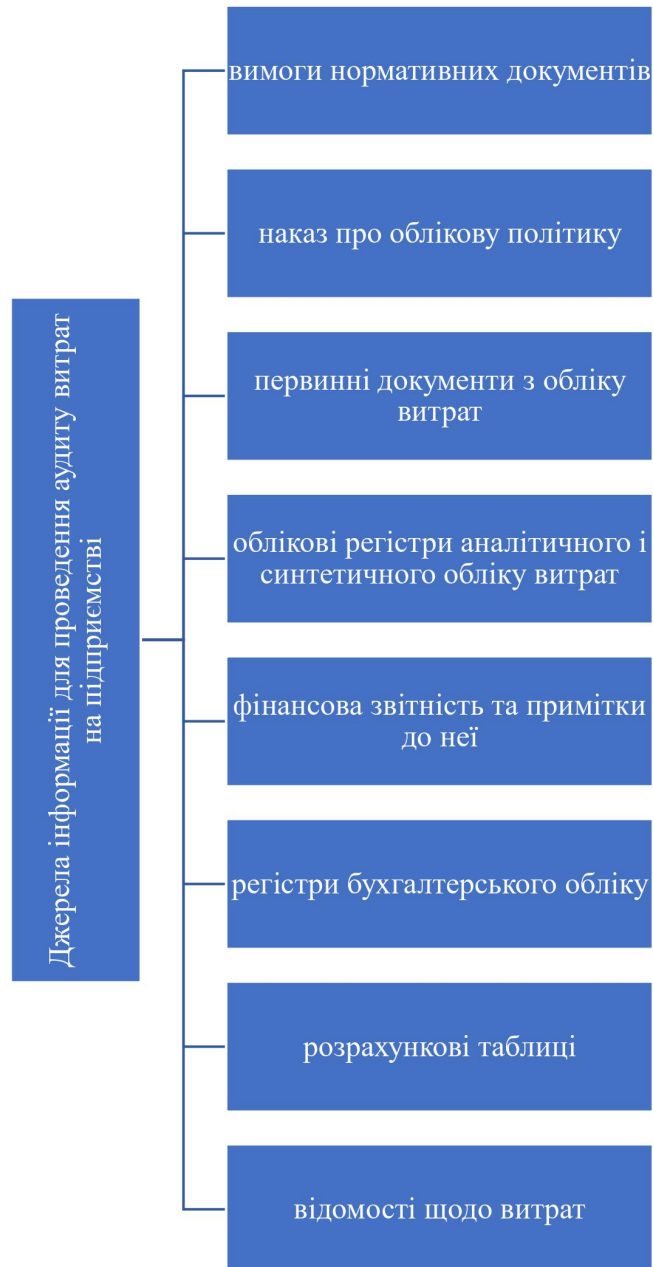 Джерела інформації для проведення аудиту витрат
на підприємстві
вимоги нормативних документів
наказ про облікову політику
первинні документи з обліку
витрат
облікові регістри аналітичного і
синтетичного обліку витрат
фінансова звітність та примітки
до неї
регістри бухгалтерського обліку
розрахункові таблиці
відомості щодо витрат